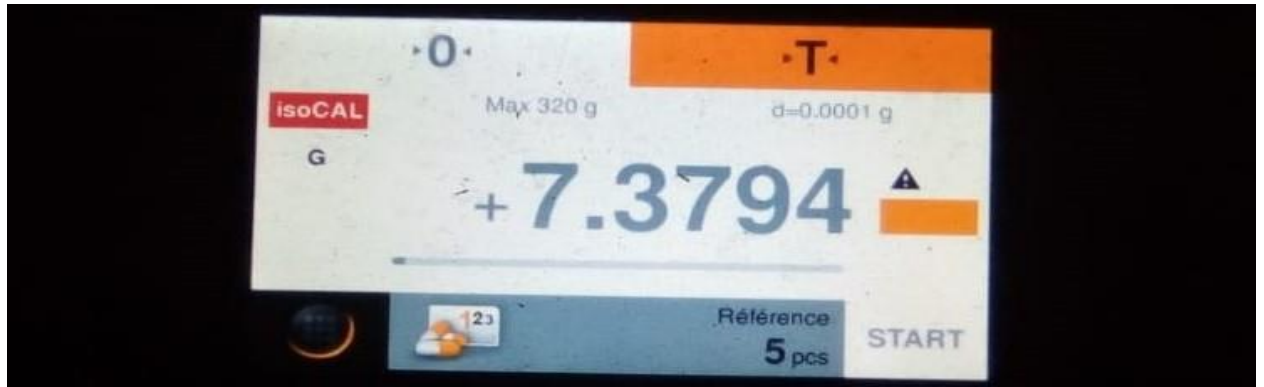 0 T
isoCAL Max 320 g d=0.0001 g
G
+7.3794
123 Référence
5 pcs START